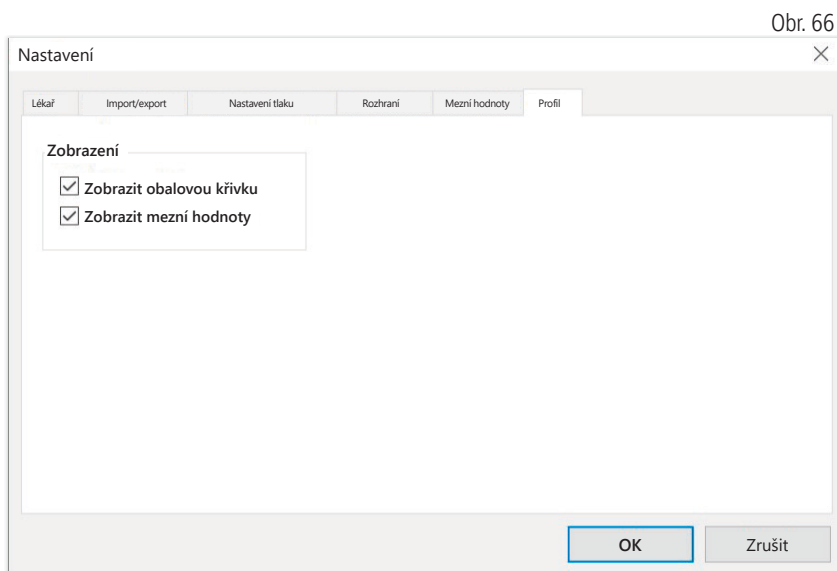 Obr. 66
Nastavení
Lékař Import/export Nastavení tlaku Rozhraní Mezní hodnoty Profil
Zobrazení
Zobrazit obalovou křivku
Zobrazit mezní hodnoty
OK Zrušit